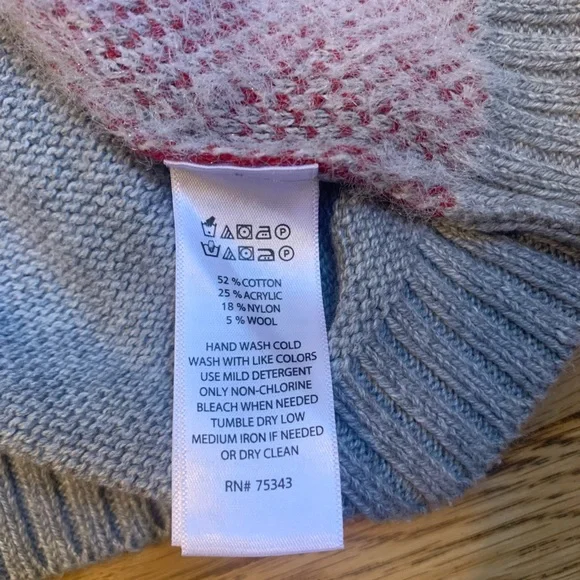 52 % COTTON
25 % ACRYLIC
18 % NYLON
5 % WOOL
HAND WASH COLD
WASH WITH LIKE COLORS
USE MILD DETERGENT
ONLY NON-CHLORINE
BLEACH WHEN NEEDED
TUMBLE DRY LOW
MEDIUM IRON IF NEEDED
OR DRY CLEAN
RN# 75343